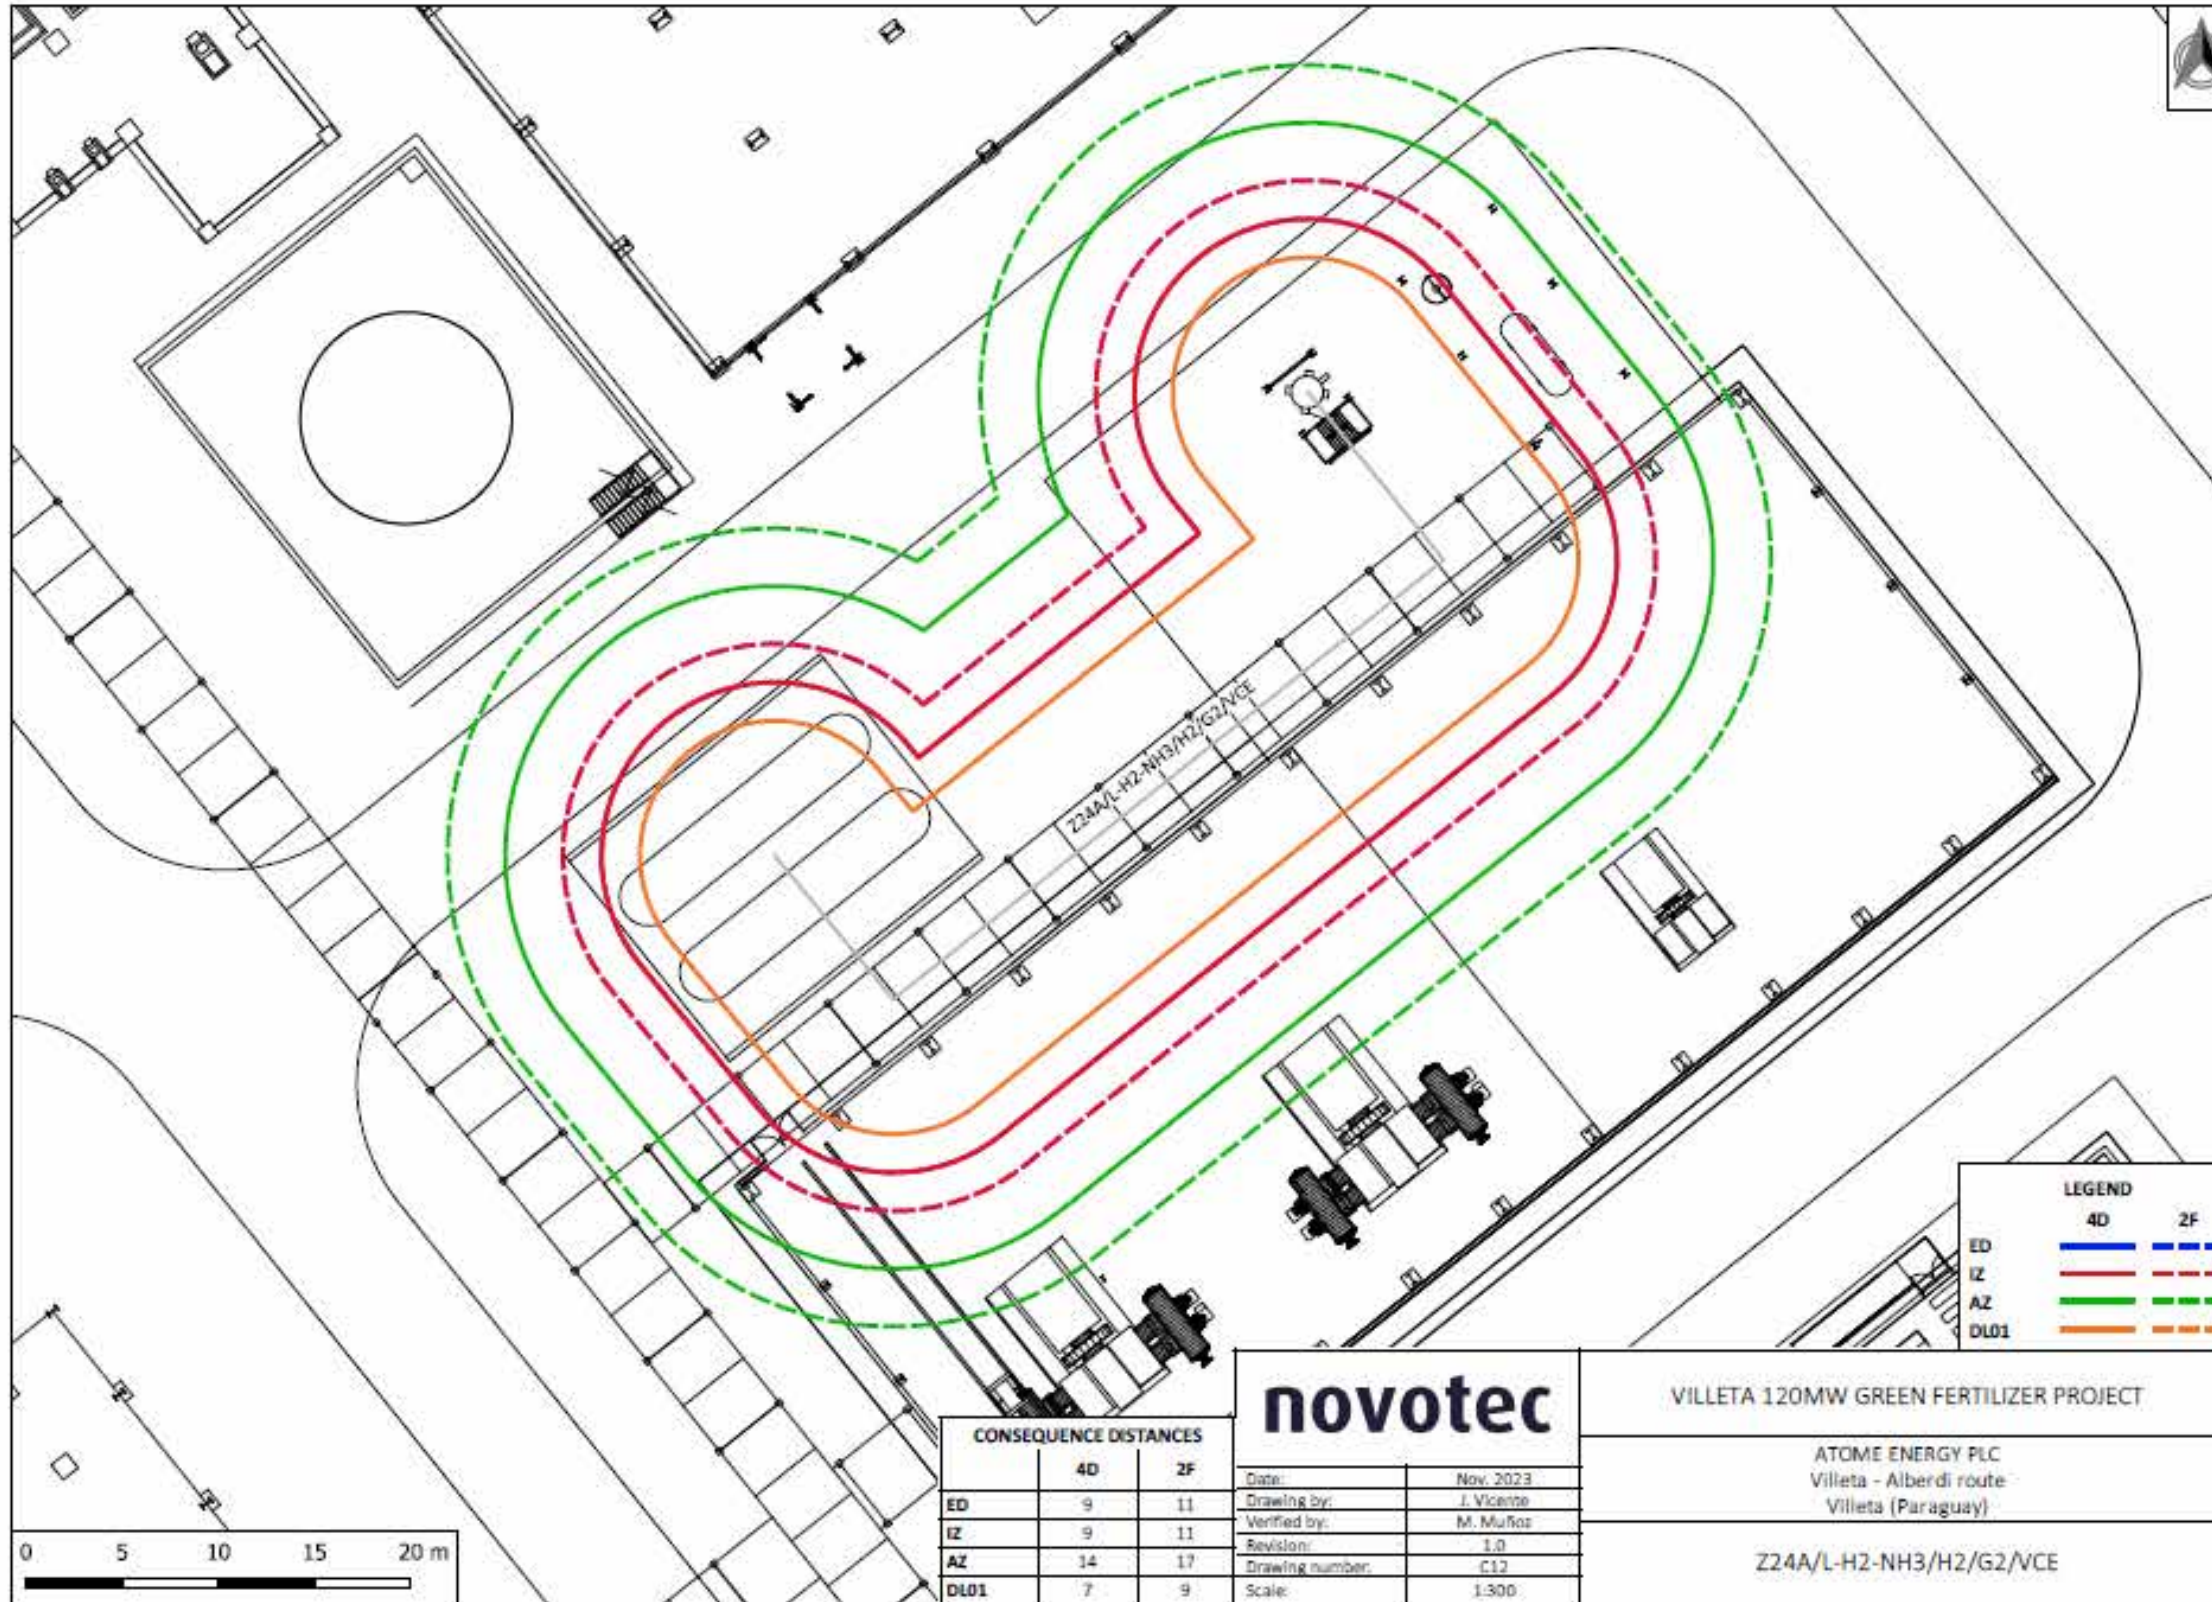 Z24A/L-H2-NH3/H2/G2/VCE
LEGEND
4D 2F
ED
IZ
AZ
DL01
0 5 10 15 20 m
CONSEQUENCE DISTANCES
4D 2F
ED 9 11
IZ 9 11
AZ 14 17
DL01 7 9
novotec
Date: Nov. 2023
Drawing by: J. Vicente
Verified by: M. Muñoz
Revision: 1.0
Drawing number: C12
Scale: 1:300
VILLETA 120MW GREEN FERTILIZER PROJECT
ATOME ENERGY PLC
Villeta - Alberdi route
Villeta (Paraguay)
Z24A/L-H2-NH3/H2/G2/VCE